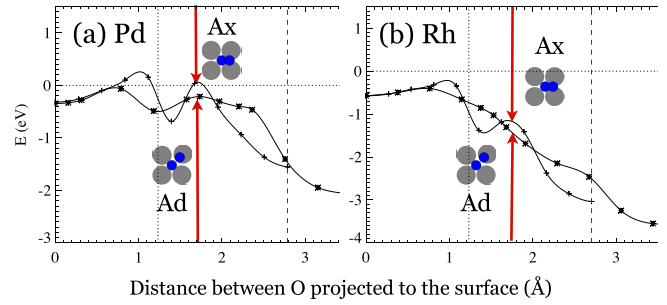 (a) Pd
Ax
Ad
(b) Rh
Ax
Ad
E (eV)
1
0
-1
-2
-3
1
0
-1
-2
-3
-4
0 1 2 3
0 1 2 3
Distance between O projected to the surface (Å)